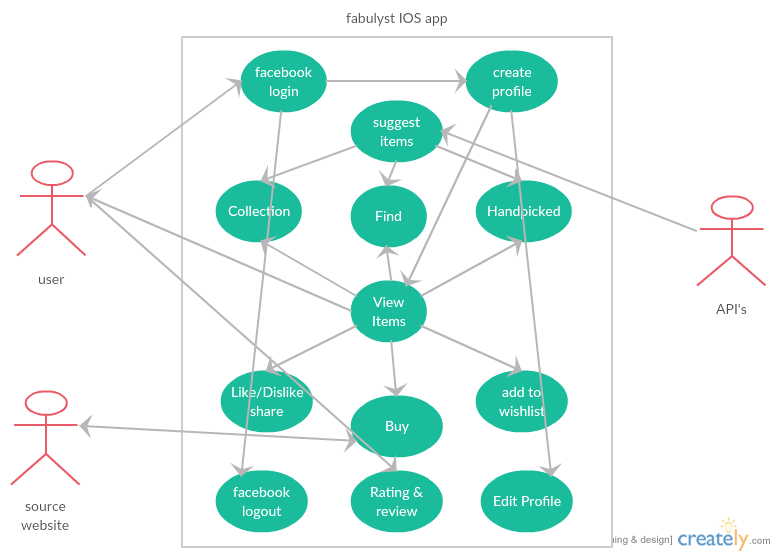 fabulyst IOS app
facebook
login
create
profile
suggest
items
Collection
Find
Handpicked
user
API's
View
Items
Like/Dislike
share
add to
wishlist
Buy
source
website
facebook
logout
Rating &
review
Edit Profile
ing & design]
creately.com